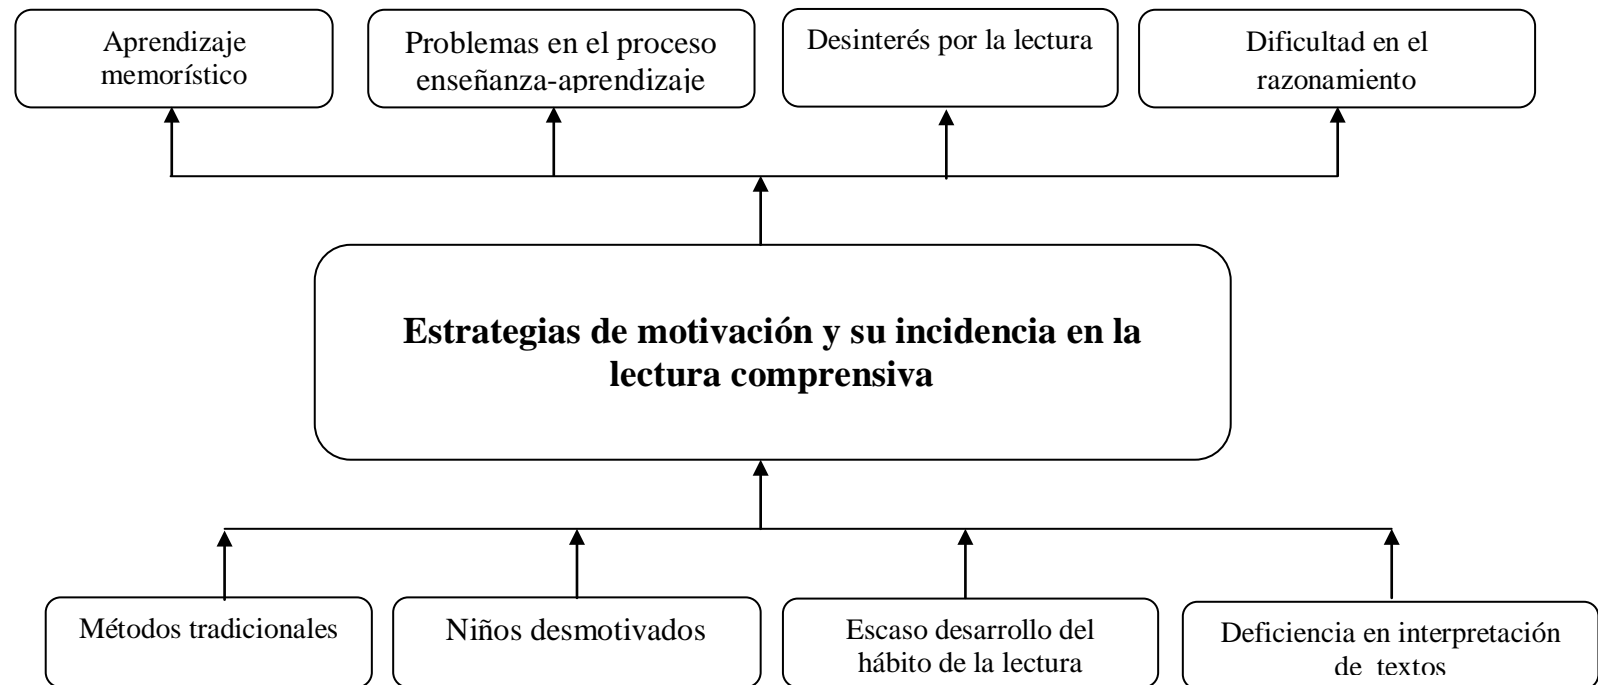 Aprendizaje
memorístico
Problemas en el proceso
enseñanza-aprendizaje
Desinterés por la lectura
Dificultad en el
razonamiento
Estrategias de motivación y su incidencia en la
lectura comprensiva
Métodos tradicionales
Niños desmotivados
Escaso desarrollo del
hábito de la lectura
Deficiencia en interpretación
de textos